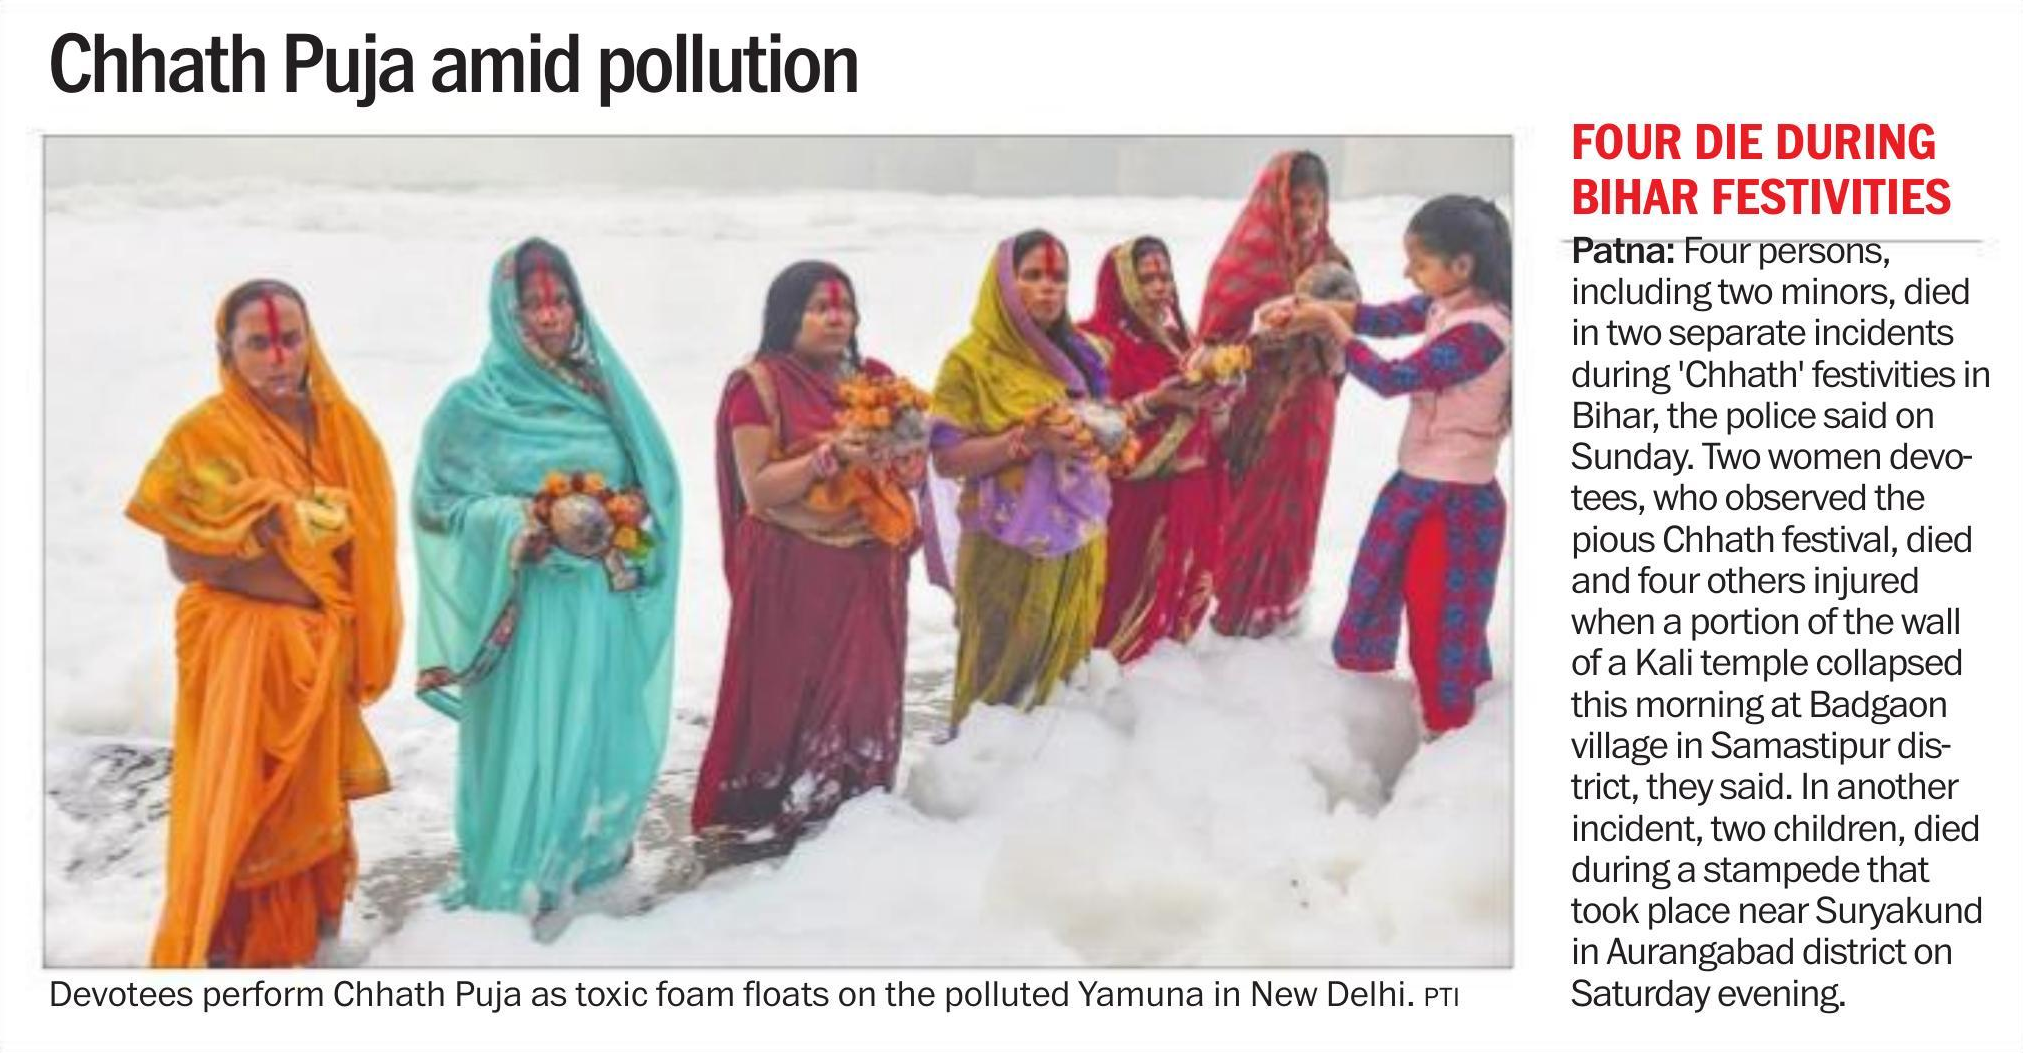 Chhath Puja amid pollution
Devotees perform Chhath Puja as toxic foam floats on the polluted Yamuna in New Delhi. PTI
FOUR DIE DURING
BIHAR FESTIVITIES
Patna: Four persons,
including two minors, died
in two separate incidents
during 'Chhath' festivities in
Bihar, the police said on
Sunday. Two women devo-
tees, who observed the
pious Chhath festival, died
and four others injured
when a portion of the wall
of a Kali temple collapsed
this morning at Badgaon
village in Samastipur dis-
trict, they said. In another
incident, two children, died
during a stampede that
took place near Suryakund
in Aurangabad district on
Saturday evening.